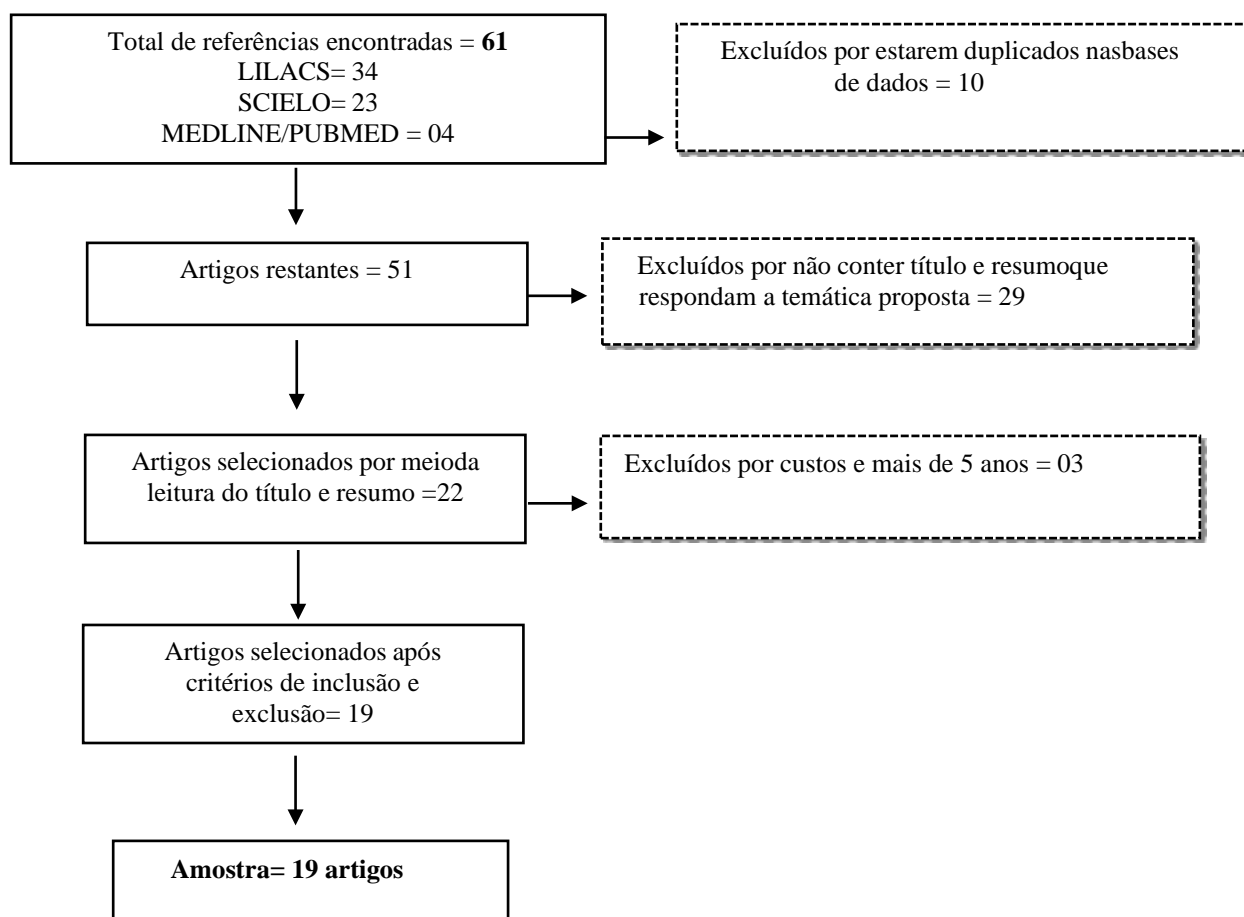 Total de referências encontradas = 61
LILACS= 34
SCIELO= 23
MEDLINE/PUBMED = 04
Excluídos por estarem duplicados nasbases
de dados = 10
Artigos restantes = 51
Excluídos por não conter título e resumoque
respondam a temática proposta = 29
Artigos selecionados por meioda
leitura do título e resumo =22
Excluídos por custos e mais de 5 anos = 03
Artigos selecionados após
critérios de inclusão e
exclusão= 19
Amostra= 19 artigos